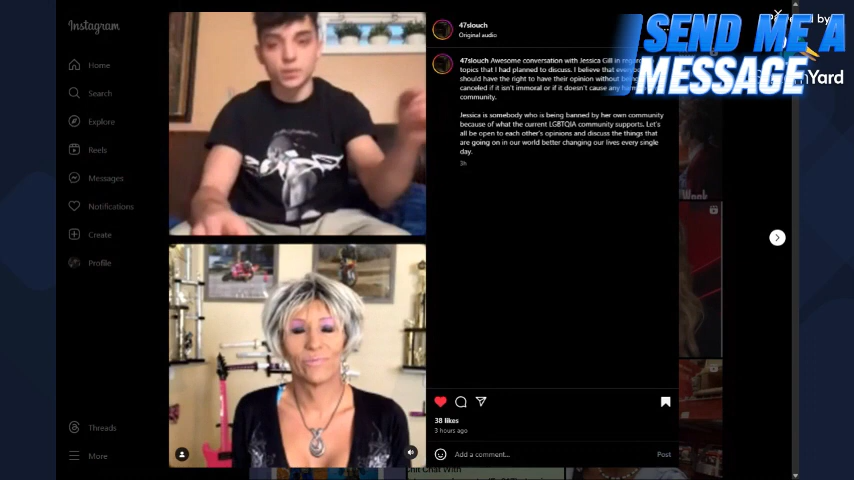 Instagram
Home
Search
Explore
Reels
Messages
Notifications
Create
Profile
Threads
More
47slouch
Original audio
47slouch Awesome conversation with Jessica Gill in
topics that I had planned to discuss. I believe that
should have the right to have their opinion without
canceled if it isn't immoral or if it doesn't cause any
community.
Jessica is somebody who is being banned by her own community
because of what the current LGBTQIA community supports. Let's
all be open to each other's opinions and discuss the things that
are going on in our world better changing our lives every single
day.
3h
38 likes
3 hours ago
Add a comment...
Post
SEND ME A
MESSAGE
by
Yard
Chat With